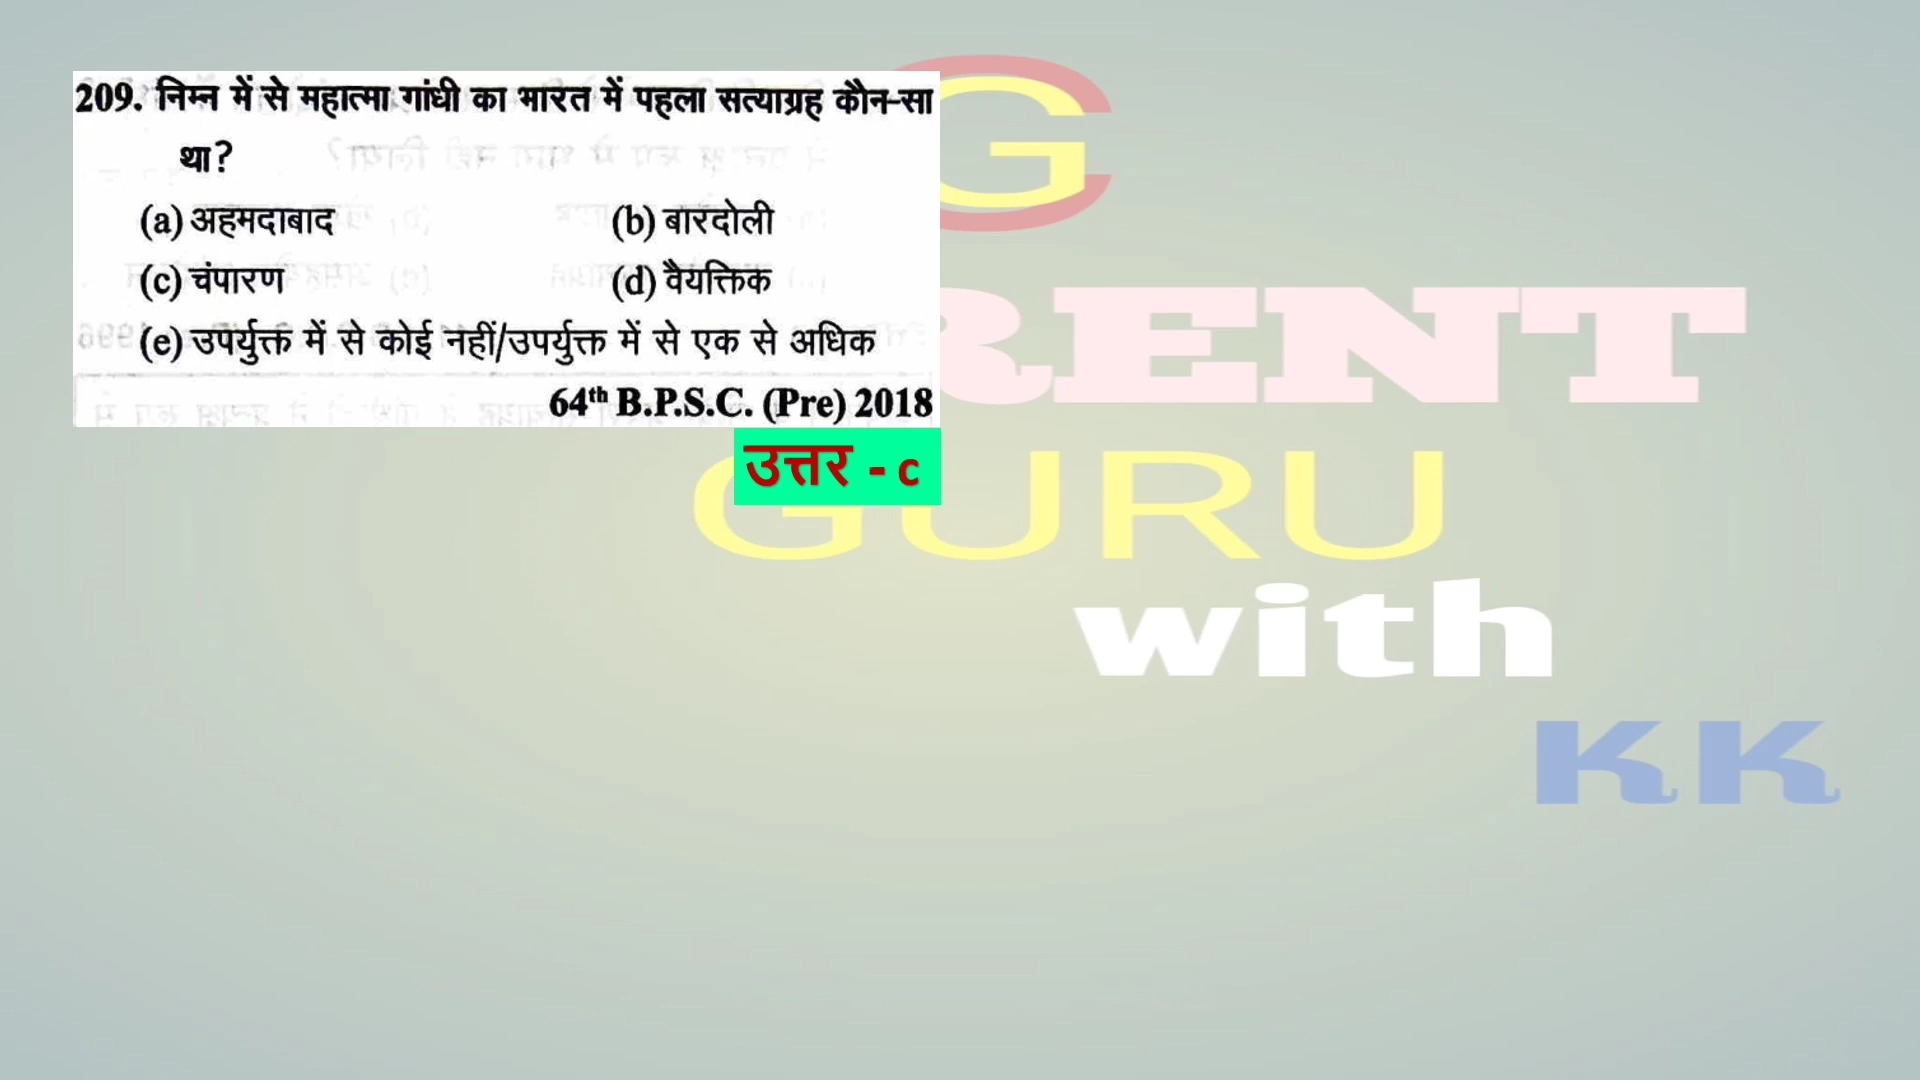 209. निम्न में से महात्मा गांधी का भारत में पहला सत्याग्रह कौन-सा
था?
(a) अहमदाबाद (b) बारदोली
(c) चंपारण (d) वैयक्तिक
(e) उपर्युक्त में से कोई नहीं/उपर्युक्त में से एक से अधिक
64th B.P.S.C. (Pre) 2018
उत्तर - c
G
RENT
GURU
with
KK